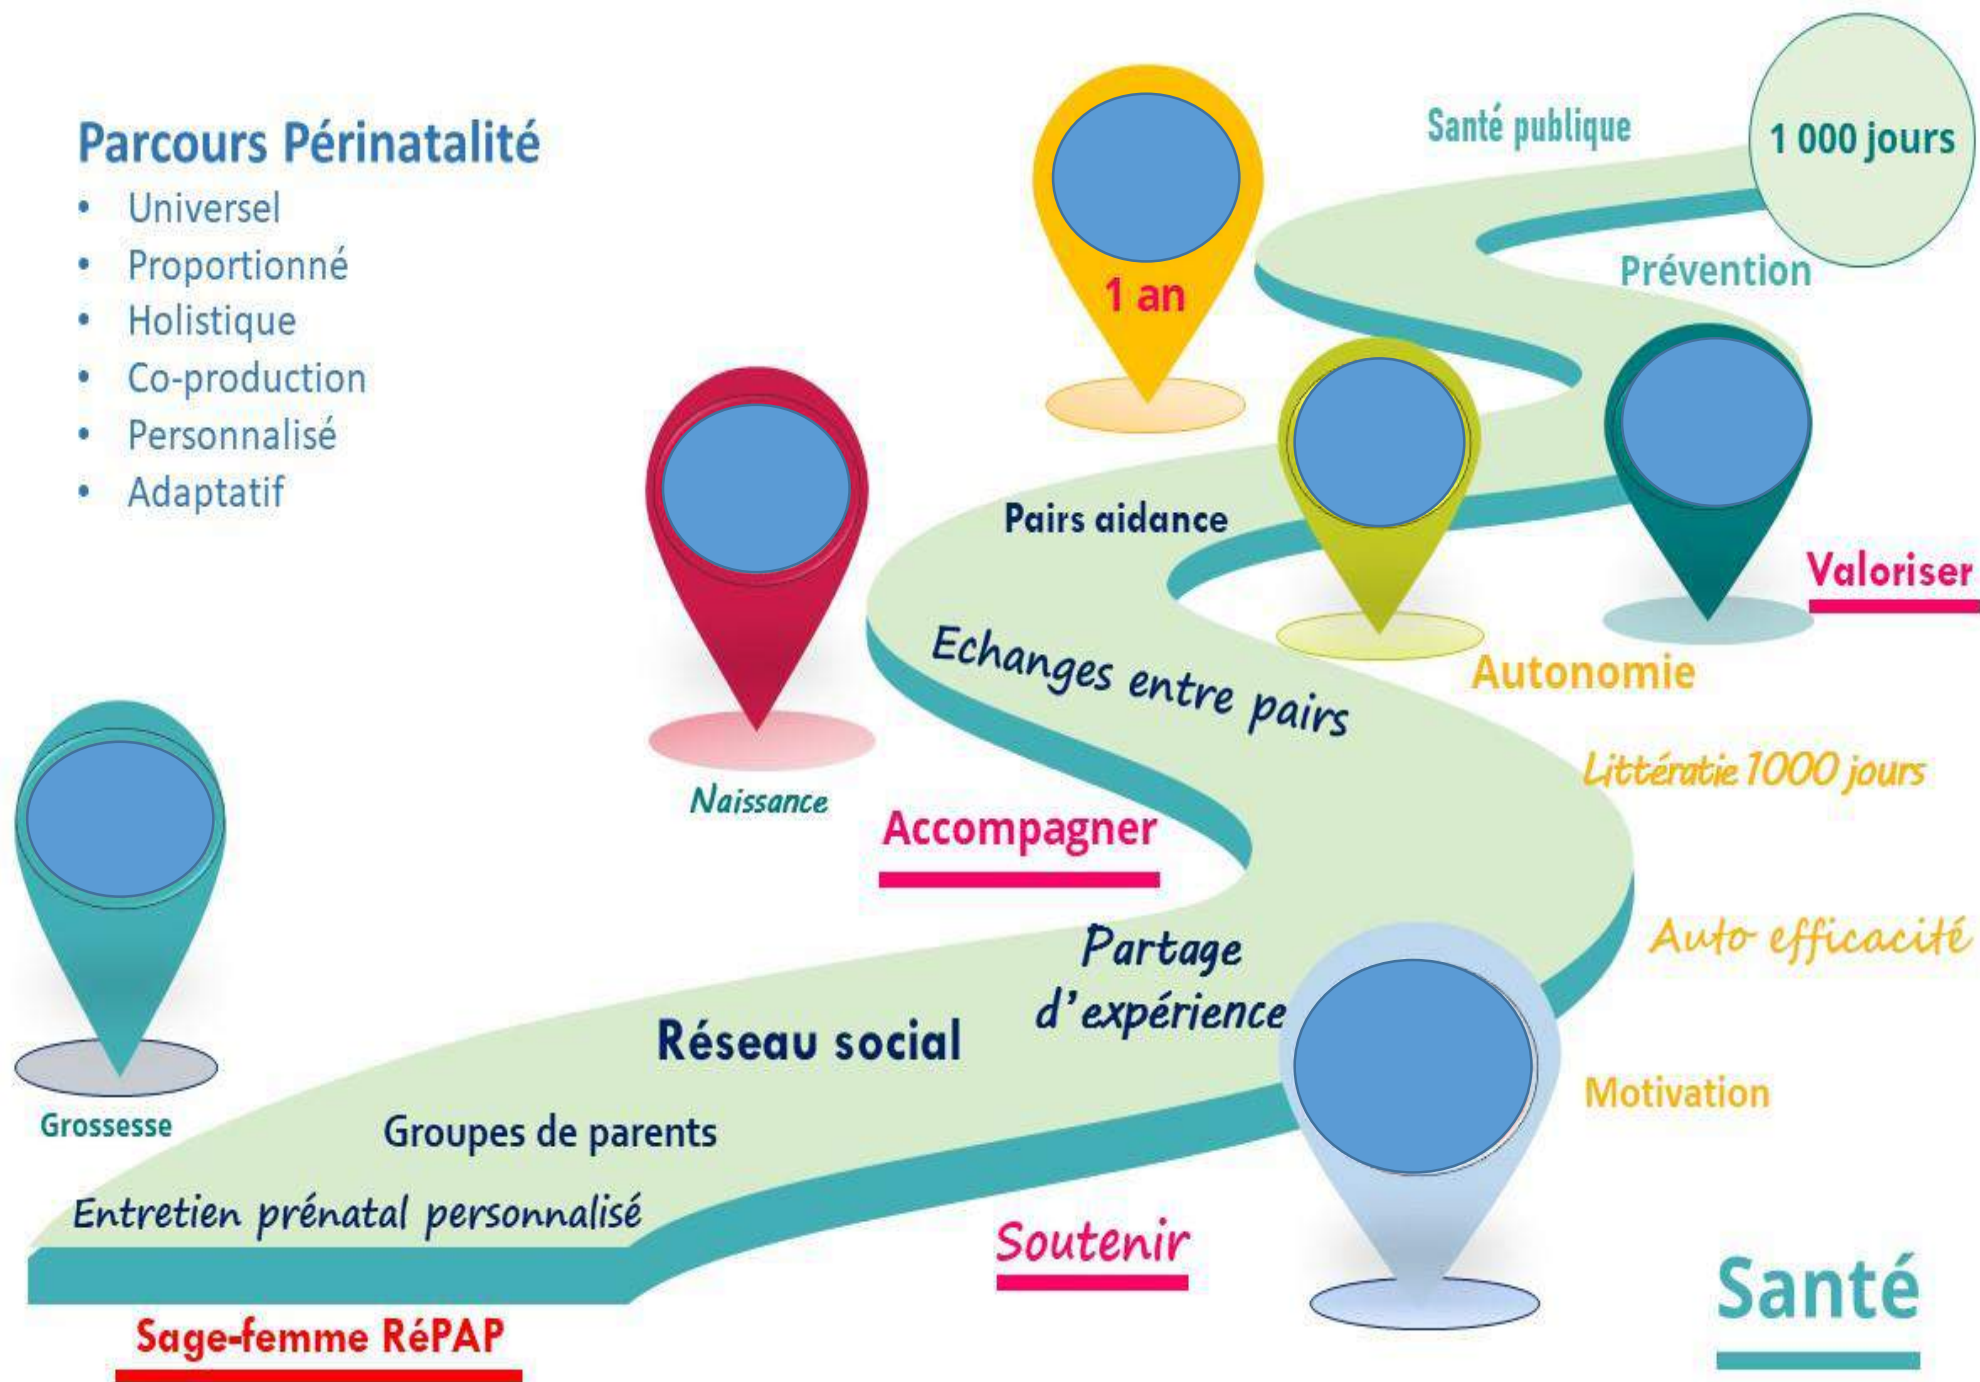 Parcours Périnatalité
• Universel
• Proportionné
• Holistique
• Co-production
• Personnalisé
• Adaptatif
Santé publique
1 000 jours
Prévention
1 an
Pairs aidance
Valoriser
Echanges entre pairs
Autonomie
Littératie 1000 jours
Naissance
Accompagner
Auto efficacité
Partage
d'expérience
Réseau social
Motivation
Grossesse
Groupes de parents
Entretien prénatal personnalisé
Soutenir
Santé
Sage-femme RéPAP